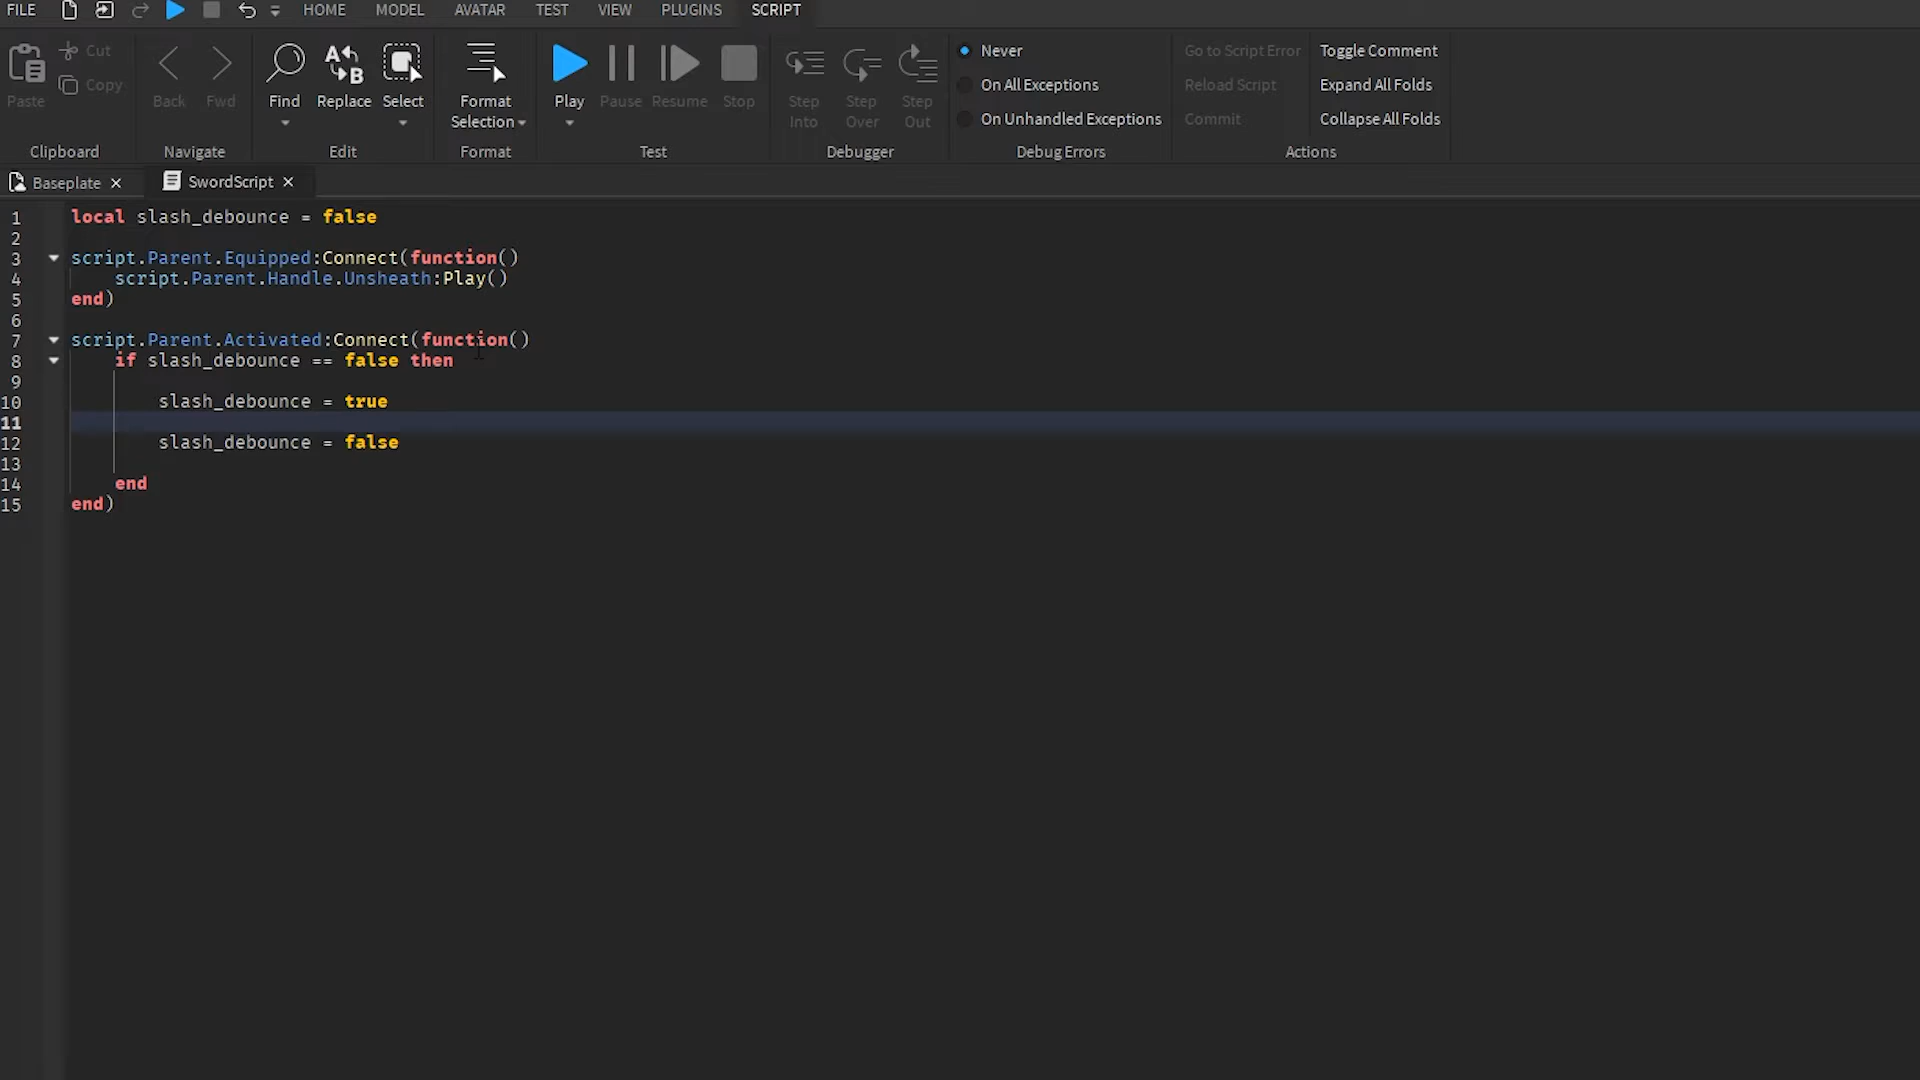 FILE HOME MODEL AVATAR TEST VIEW PLUGINS SCRIPT
Paste Cut Copy
Clipboard
Back Fwd
Navigate
Find Replace Select
Edit
Format Selection
Format
Play Pause Resume Stop
Test
Step Into Step Over Step Out
Debugger
Never
On All Exceptions
On Unhandled Exceptions
Debug Errors
Go to Script Error
Reload Script
Commit
Toggle Comment
Expand All Folds
Collapse All Folds
Actions
Baseplate SwordScript
1 local slash_debounce = false
2
3 script.Parent.Equipped:Connect(function()
4 script.Parent.Handle.Unsheath:Play()
5 end)
6
7 script.Parent.Activated:Connect(function()
8 if slash_debounce == false then
9
10 slash_debounce = true
11
12 slash_debounce = false
13
14 end
15 end)